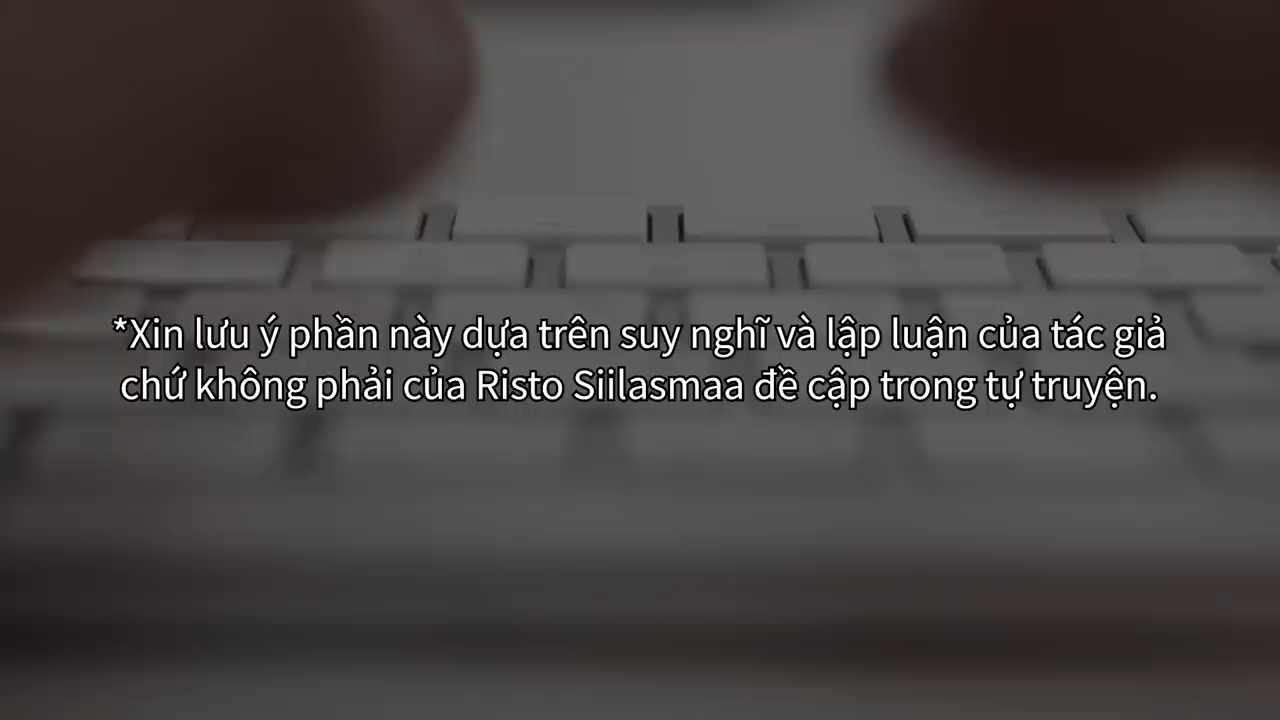 *Xin lưu ý phần này dựa trên suy nghĩ và lập luận của tác giả
chứ không phải của Risto Siilasmaa đề cập trong tự truyện.